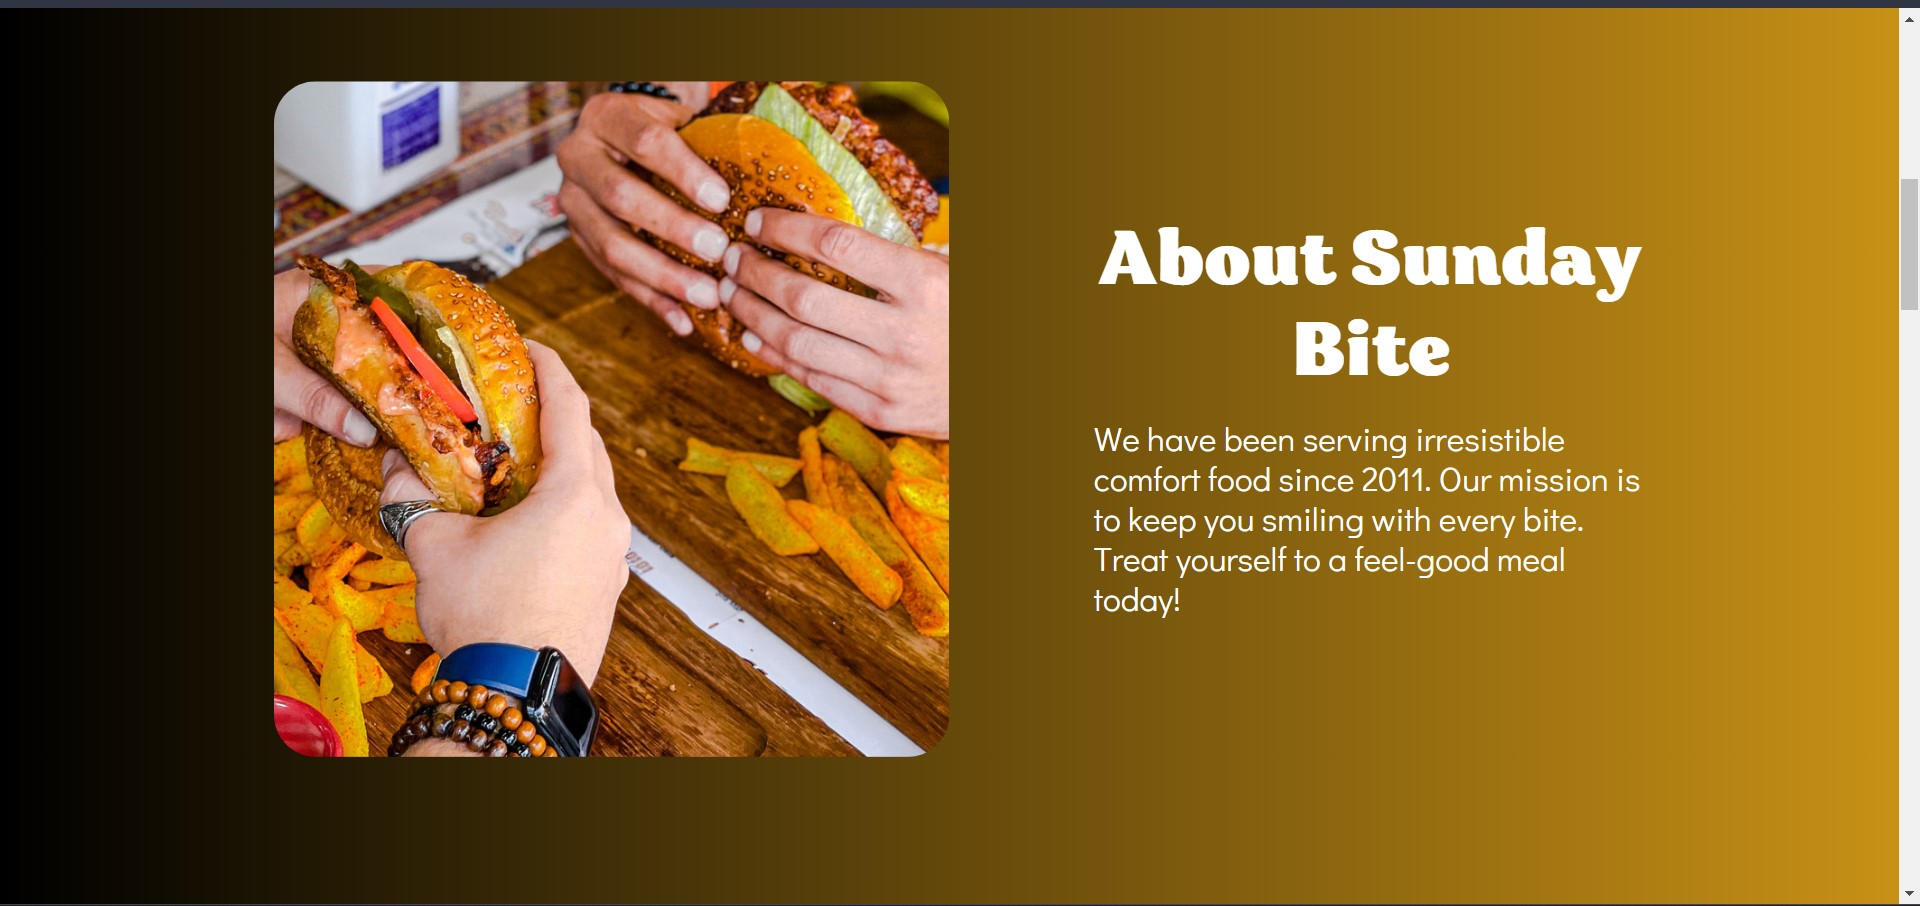 About Sunday
Bite
We have been serving irresistible
comfort food since 2011. Our mission is
to keep you smiling with every bite.
Treat yourself to a feel-good meal
today!